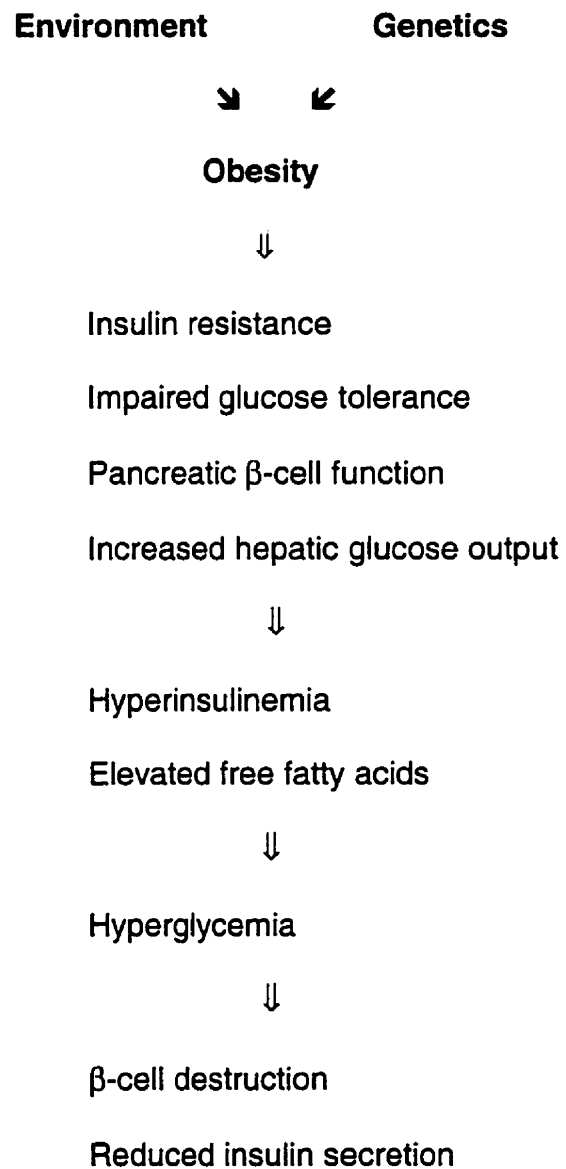 Environment Genetics
↘ ↙
Obesity
⇓
Insulin resistance
Impaired glucose tolerance
Pancreatic β-cell function
Increased hepatic glucose output
⇓
Hyperinsulinemia
Elevated free fatty acids
⇓
Hyperglycemia
⇓
β-cell destruction
Reduced insulin secretion